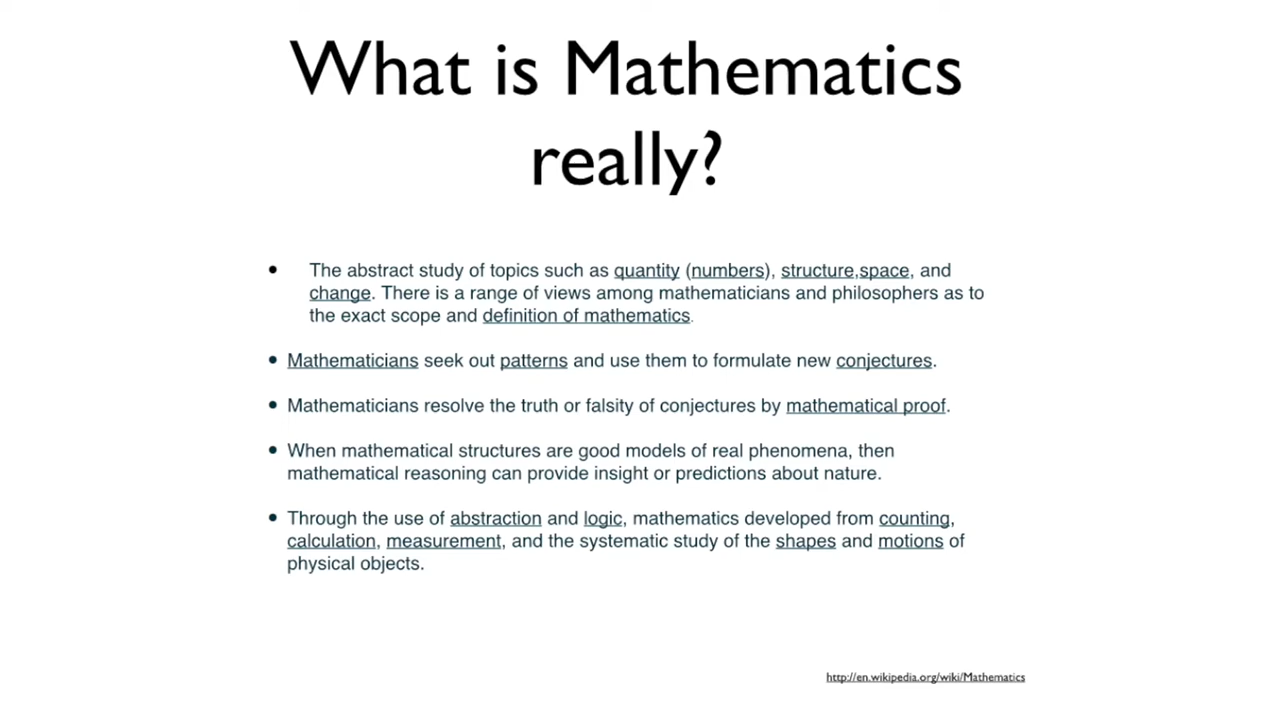 What is Mathematics
really?
• The abstract study of topics such as quantity (numbers), structure,space, and
change. There is a range of views among mathematicians and philosophers as to
the exact scope and definition of mathematics.
• Mathematicians seek out patterns and use them to formulate new conjectures.
• Mathematicians resolve the truth or falsity of conjectures by mathematical proof.
• When mathematical structures are good models of real phenomena, then
mathematical reasoning can provide insight or predictions about nature.
• Through the use of abstraction and logic, mathematics developed from counting,
calculation, measurement, and the systematic study of the shapes and motions of
physical objects.
http://en.wikipedia.org/wiki/Mathematics